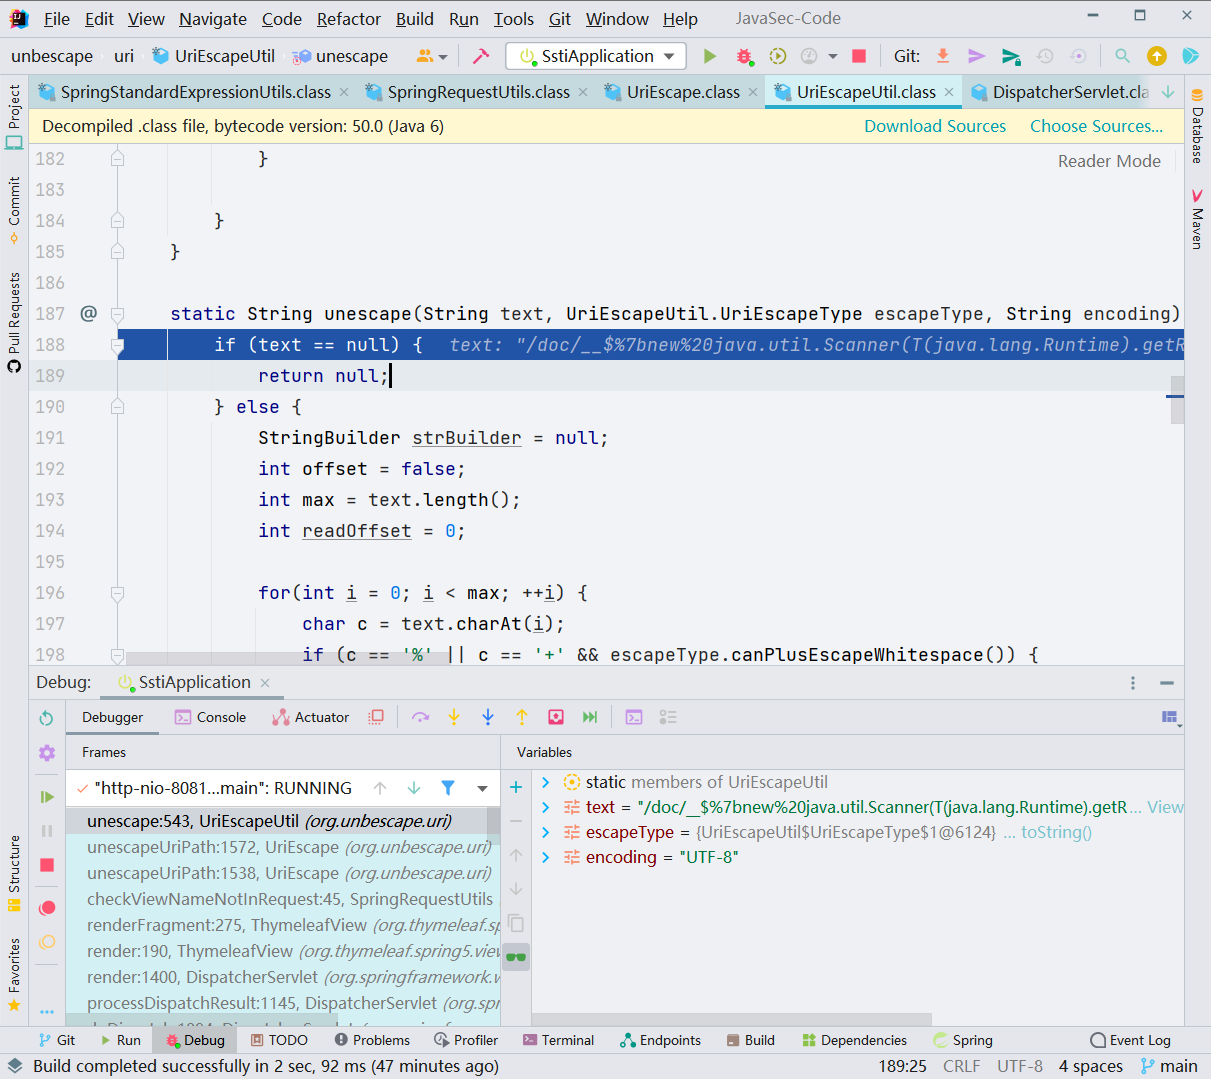 File Edit View Navigate Code Refactor Build Run Tools Git Window Help JavaSec-Code
unbescape uri UriEscapeUtil unescape SstiApplication Git:
SpringStandardExpressionUtils.class SpringRequestUtils.class UriEscape.class UriEscapeUtil.class DispatcherServlet.cla
Decompiled .class file, bytecode version: 50.0 (Java 6) Download Sources Choose Sources...
Reader Mode
182 }
183
184 }
185 }
186
187 @ static String unescape(String text, UriEscapeUtil.UriEscapeType escapeType, String encoding)
188 if (text == null) { text: "/doc/__$%7bnew%20java.util.Scanner(T(java.lang.Runtime).getR
189 return null;
190 } else {
191 StringBuilder strBuilder = null;
192 int offset = false;
193 int max = text.length();
194 int readOffset = 0;
195
196 for(int i = 0; i < max; ++i) {
197 char c = text.charAt(i);
198 if (c == '%' || c == '+' && escapeType.canPlusEscapeWhitespace()) {
Project
Commit
Pull Requests
Structure
Favorites
Database
Maven
Debug: SstiApplication
Debugger Console Actuator
Frames Variables
"http-nio-8081...main": RUNNING
unescape:543, UriEscapeUtil (org.unbescape.uri)
unescapeUriPath:1572, UriEscape (org.unbescape.uri)
unescapeUriPath:1538, UriEscape (org.unbescape.uri)
checkViewNameNotInRequest:45, SpringRequestUtils
renderFragment:275, ThymeleafView (org.thymeleaf.sp
render:190, ThymeleafView (org.thymeleaf.spring5.view
render:1400, DispatcherServlet (org.springframework.v
processDispatchResult:1145, DispatcherServlet (org.spr
static members of UriEscapeUtil
text = "/doc/__$%7bnew%20java.util.Scanner(T(java.lang.Runtime).getR... View
escapeType = {UriEscapeUtil$UriEscapeType$1@6124} ... toString()
encoding = "UTF-8"
Git Run Debug TODO Problems Profiler Terminal Endpoints Build Dependencies Spring Event Log
Build completed successfully in 2 sec, 92 ms (47 minutes ago) 189:25 CRLF UTF-8 4 spaces main